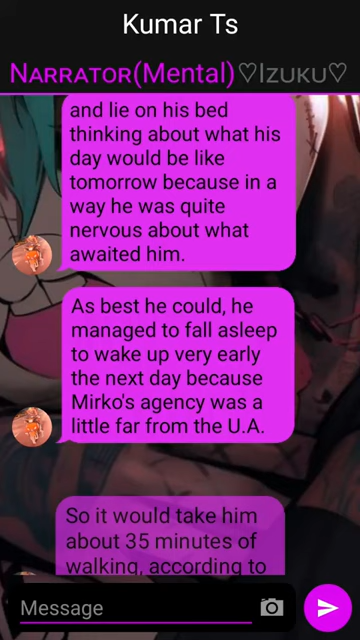 Kumar Ts
Narrator(Mental)♡Izuku♡
and lie on his bed
thinking about what his
day would be like
tomorrow because in a
way he was quite
nervous about what
awaited him.
As best he could, he
managed to fall asleep
to wake up very early
the next day because
Mirko's agency was a
little far from the U.A.
So it would take him
about 35 minutes of
walking, according to
Message